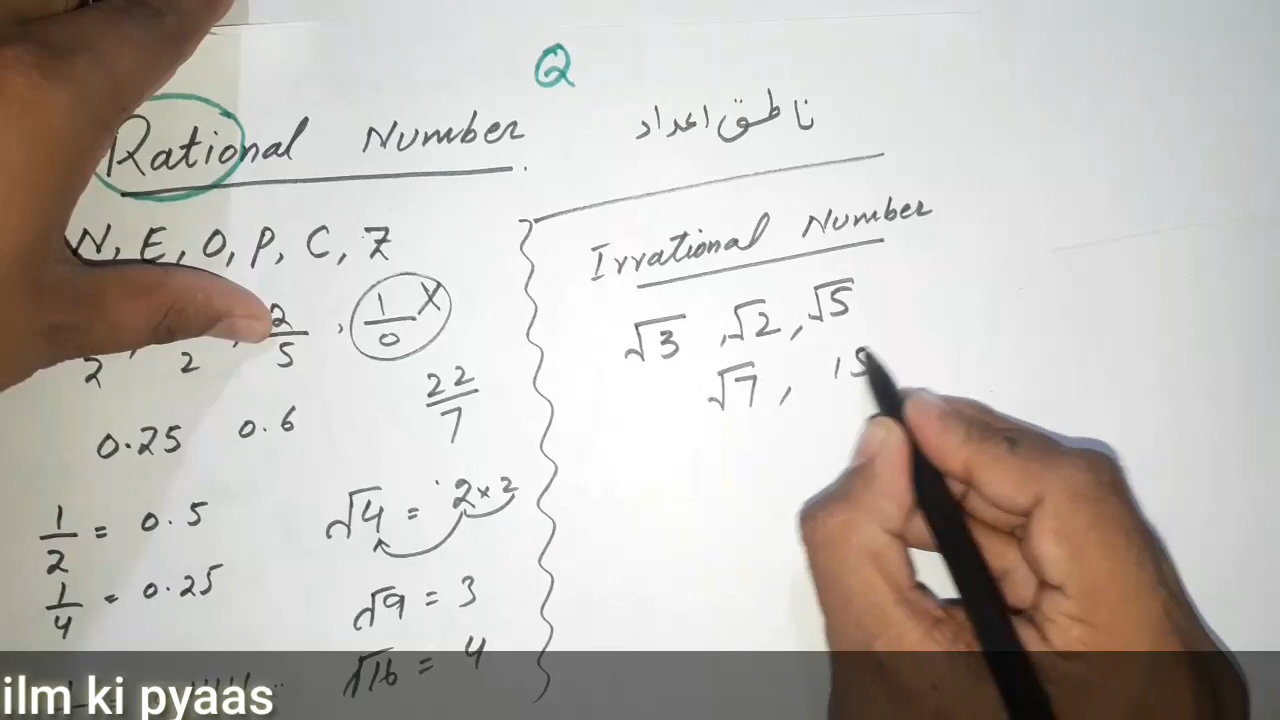 Q
Rational Number. ناطق اعداد
N, E, O, P, C, Z
2 , 2 , 2/5 , 1/0 X
0.25 0.6 22/7
1/2 = 0.5
1/4 = 0.25
√4 = 2×2
√9 = 3
√16 = 4
Irrational Number
√3 , √2, √5
√7, 15
ilm ki pyaas